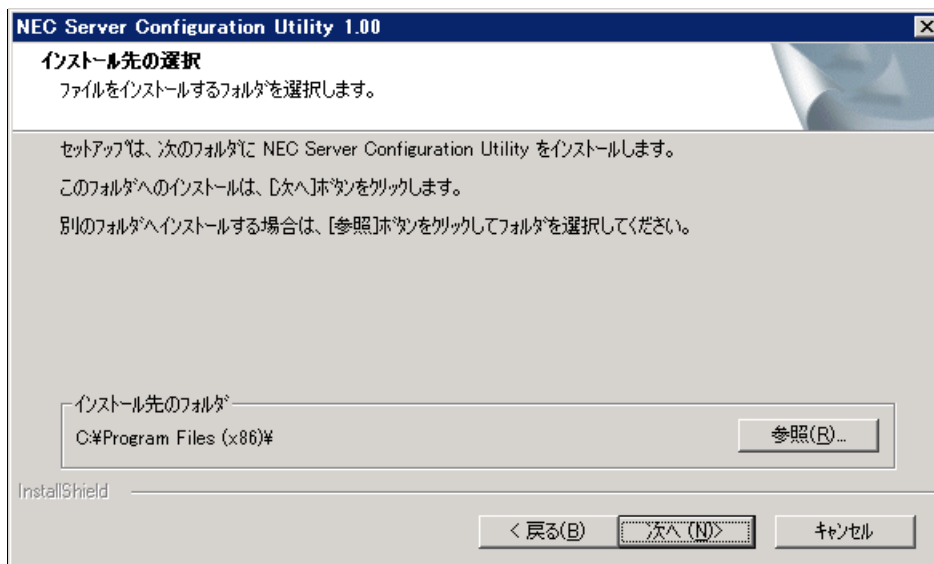 NEC Server Configuration Utility 1.00
インストール先の選択
ファイルをインストールするフォルダを選択します。
セットアップは、次のフォルダに NEC Server Configuration Utility をインストールします。
このフォルダへのインストールは、[次へ]ボタンをクリックします。
別のフォルダへインストールする場合は、[参照]ボタンをクリックしてフォルダを選択してください。
インストール先のフォルダ
C:¥Program Files (x86)¥
参照(R)...
InstallShield
< 戻る(B)
次へ (N)>
キャンセル